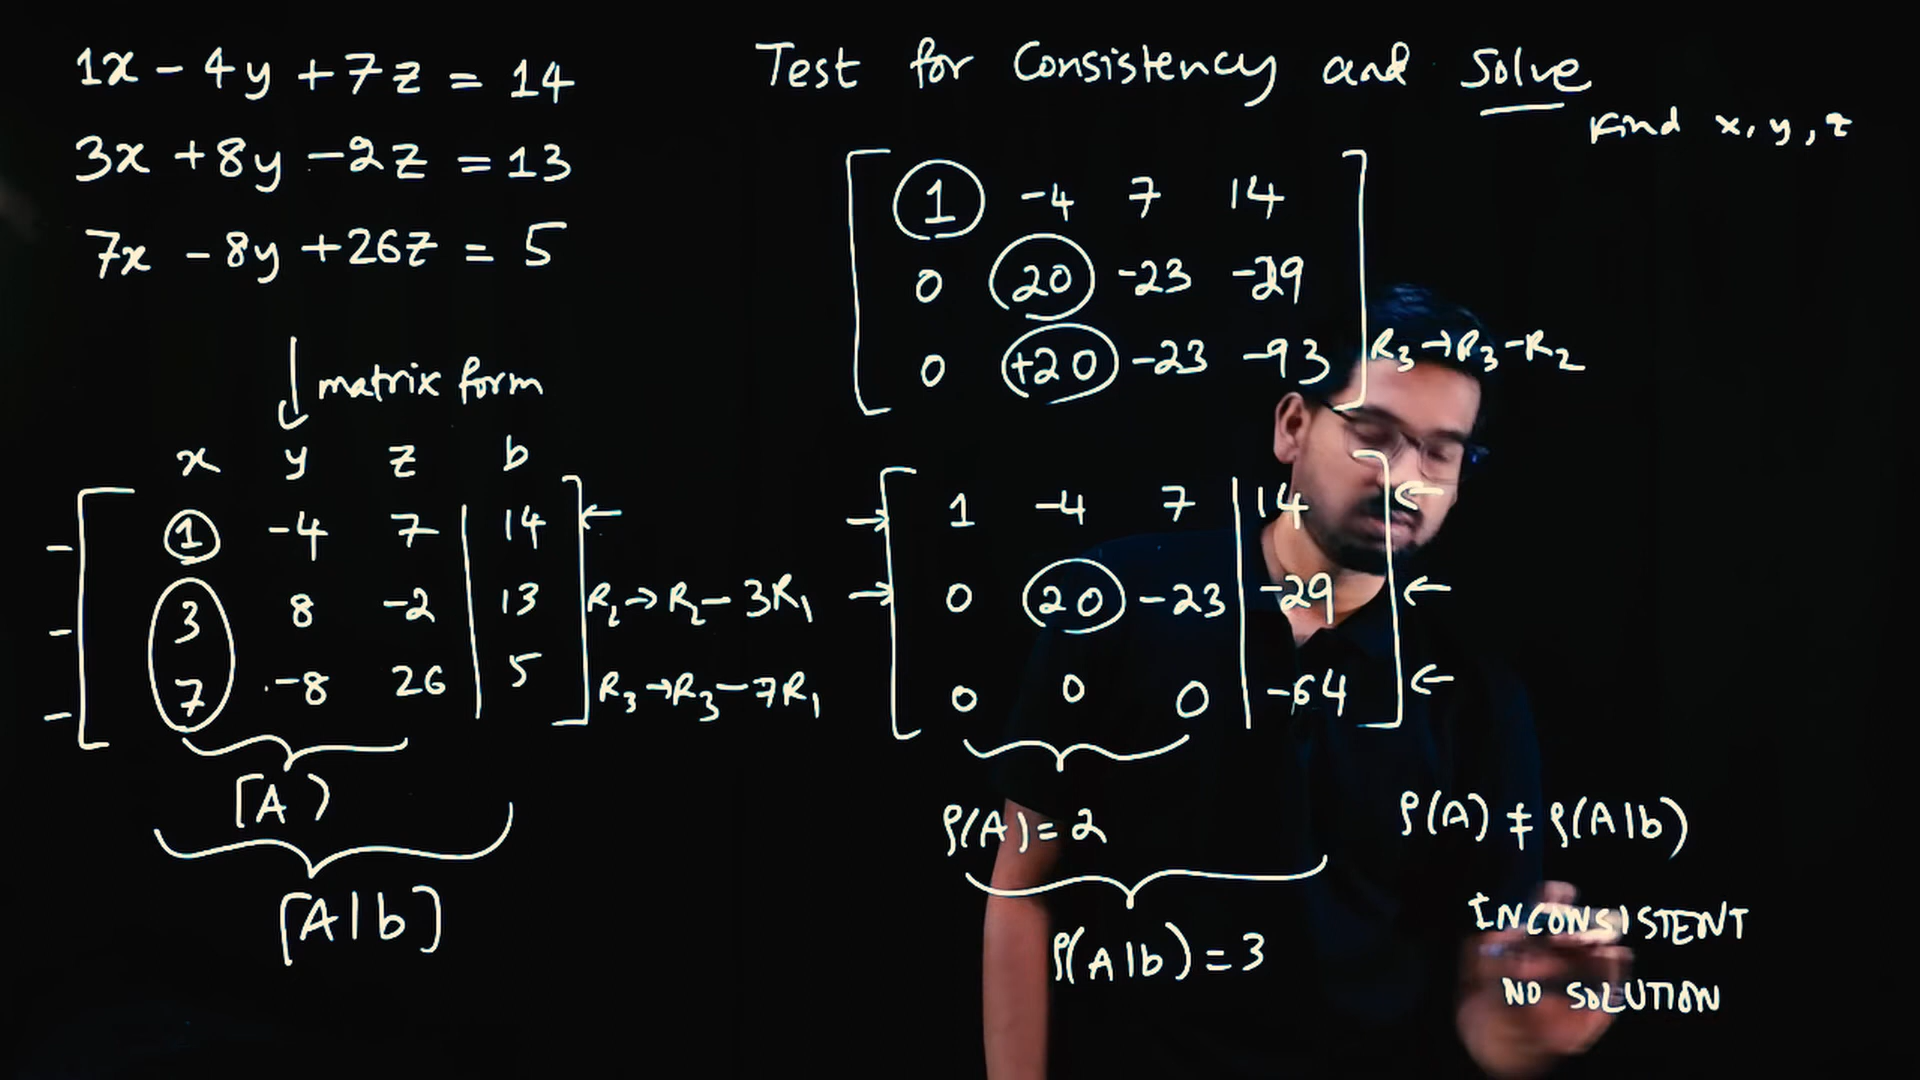 1x - 4y + 7z = 14
3x + 8y - 2z = 13
7x - 8y + 26z = 5
matrix form
x y z b
1 -4 7 | 14
3 8 -2 | 13 R2 → R2 - 3R1
7 -8 26 | 5 R3 → R3 - 7R1
[A)
[A|b]
Test for Consistency and Solve
Find x, y, z
1 -4 7 14
0 20 -23 -29
0 +20 -23 -93 R3 → R3 - R2
1 -4 7 | 14
0 20 -23 | -29
0 0 0 | -64
ρ(A) = 2
ρ(A|b) = 3
ρ(A) ≠ ρ(A|b)
INCONSISTENT
NO SOLUTION